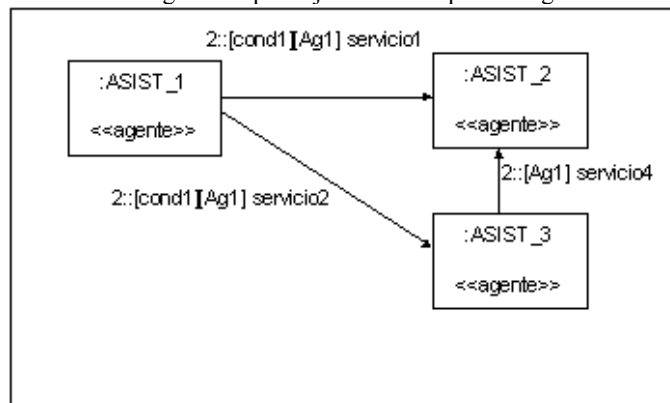 2::[cond1][Ag1] servicio1
:ASIST_1
<<agente>>
:ASIST_2
<<agente>>
2::[Ag1] servicio4
2::[cond1][Ag1] servicio2
:ASIST_3
<<agente>>